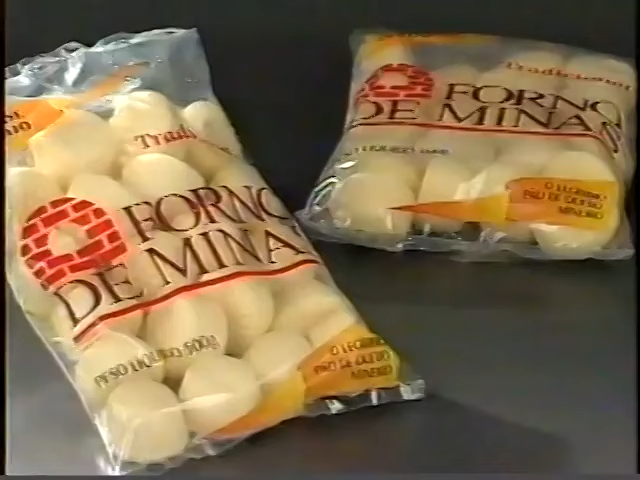 Tradicional
FORNO
DE MINAS
PESO LÍQUIDO 500g
O LEGÍTIMO
PÃO DE QUEIJO
MINEIRO
Tradicional
FORNO
DE MINAS
O LEGÍTIMO
PÃO DE QUEIJO
MINEIRO